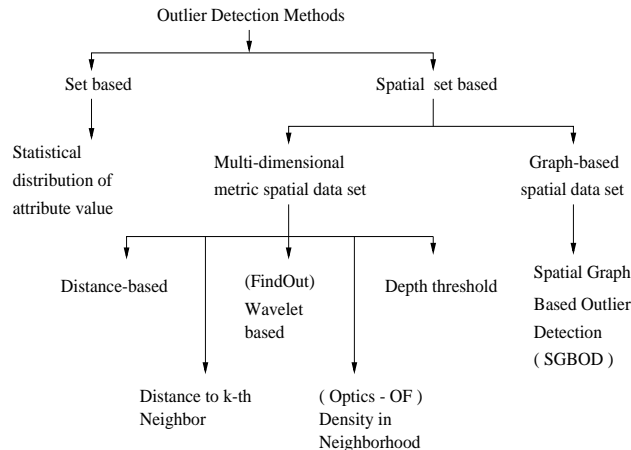 Outlier Detection Methods
Set based
Spatial set based
Statistical
distribution of
attribute value
Multi-dimensional
metric spatial data set
Graph-based
spatial data set
Distance-based
(FindOut)
Wavelet
based
Depth threshold
Spatial Graph
Based Outlier
Detection
( SGBOD )
Distance to k-th
Neighbor
( Optics - OF )
Density in
Neighborhood